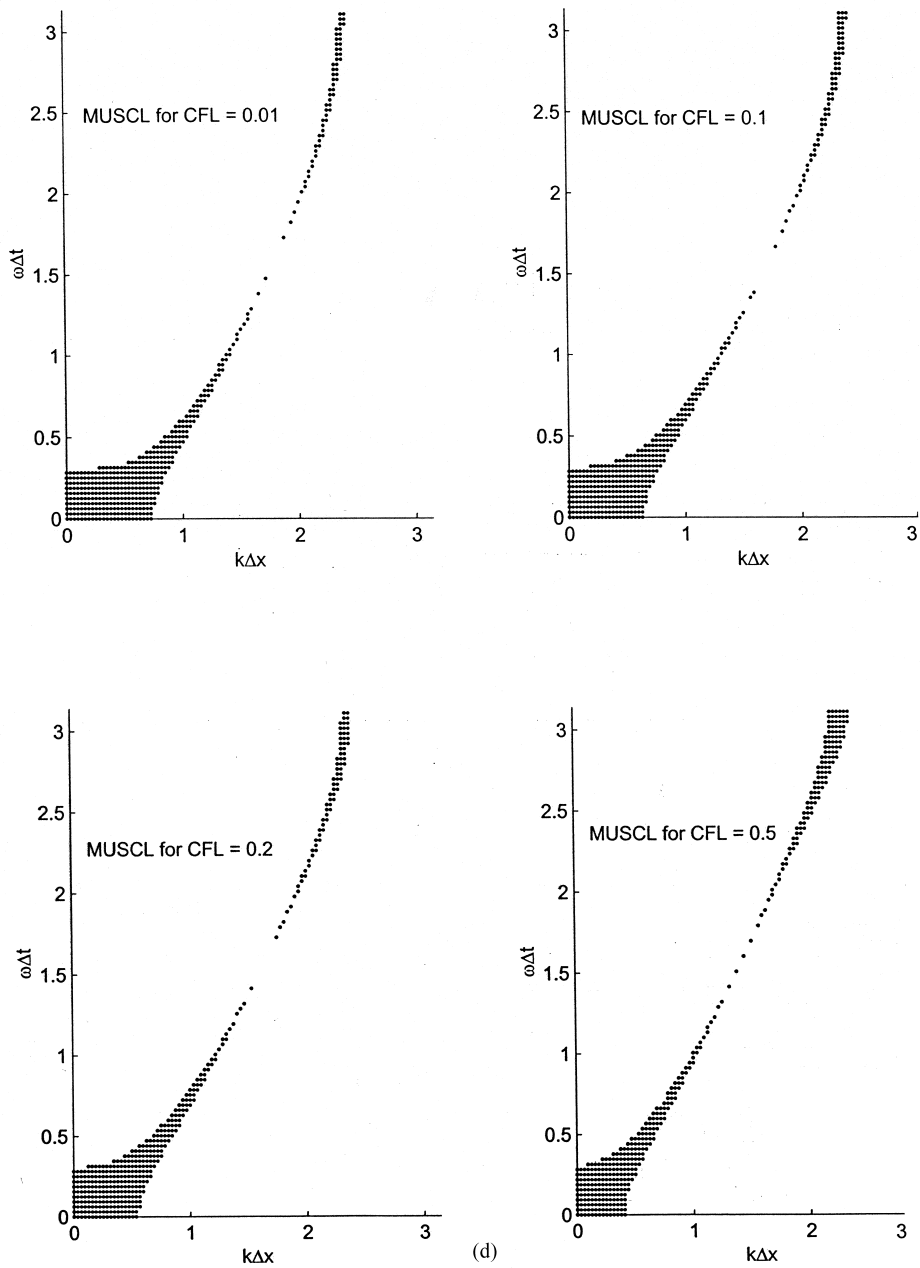 3
2.5
MUSCL for CFL = 0.01
2
ωΔt
1.5
1
0.5
0
0 1 2 3
kΔx
3
2.5
MUSCL for CFL = 0.1
2
ωΔt
1.5
1
0.5
0
0 1 2 3
kΔx
3
2.5
MUSCL for CFL = 0.2
2
ωΔt
1.5
1
0.5
0
0 1 2 3
kΔx
3
2.5
MUSCL for CFL = 0.5
2
ωΔt
1.5
1
0.5
0
0 1 2 3
kΔx
(d)